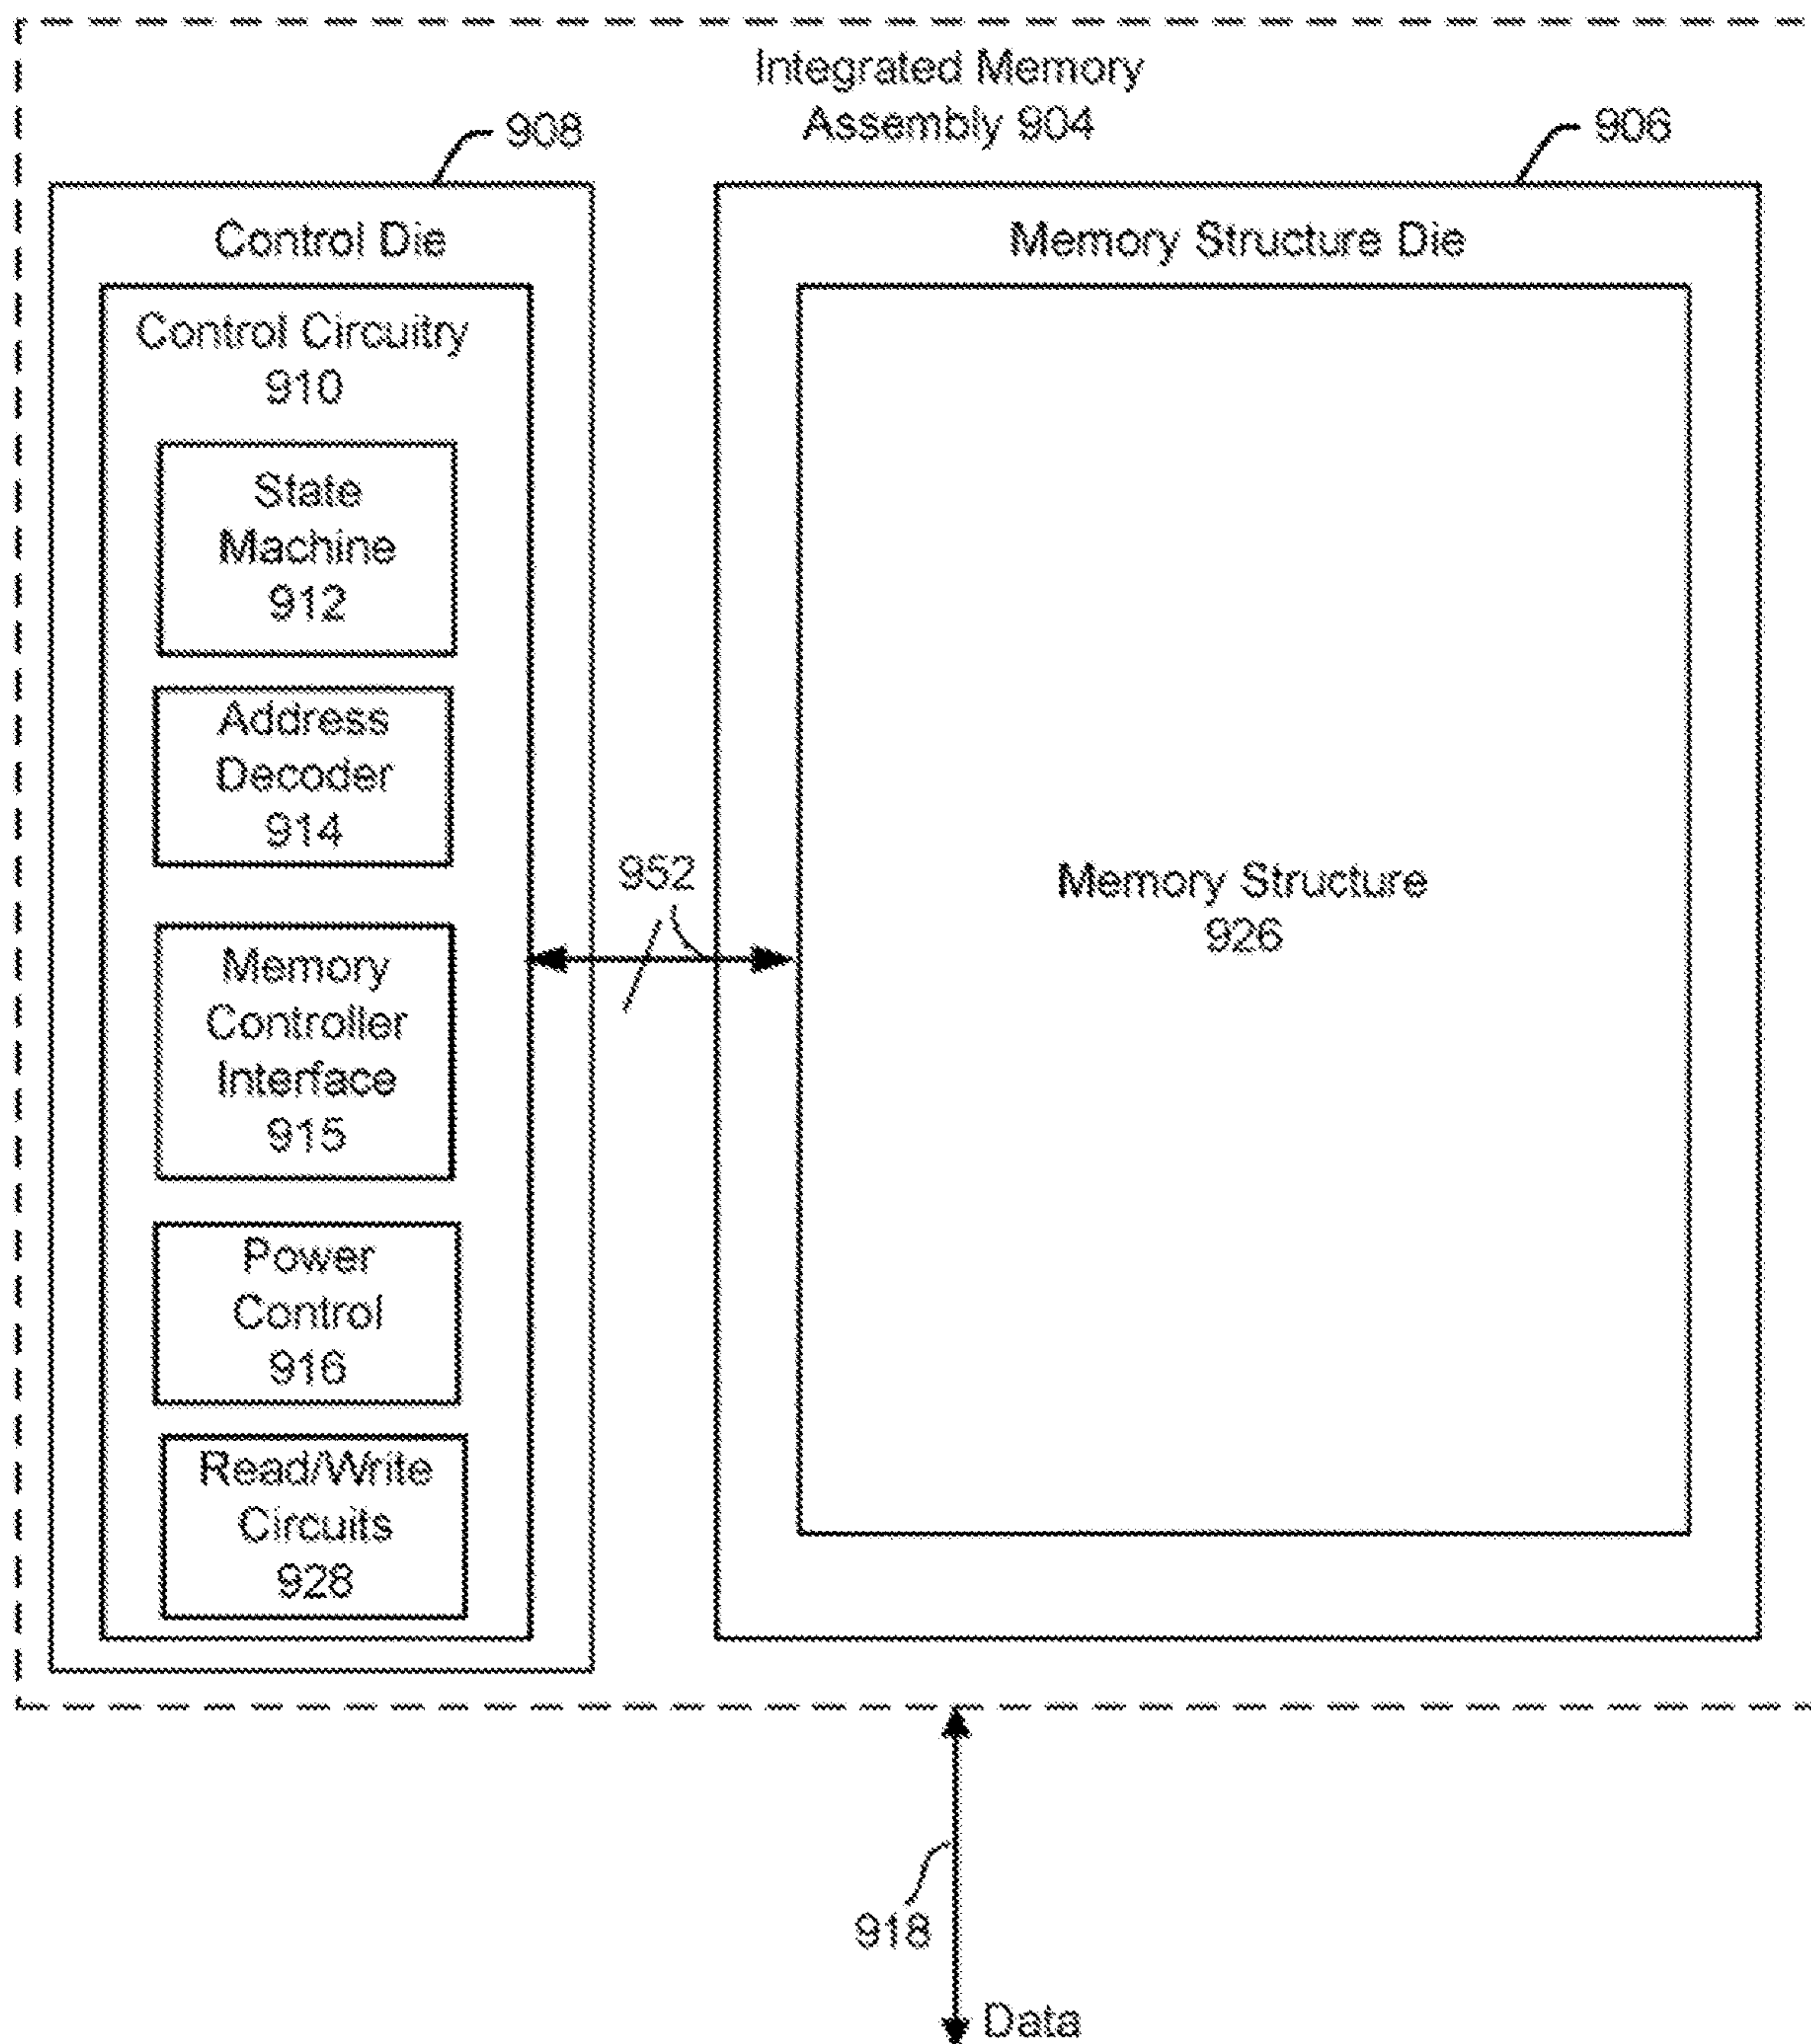 Integrated Memory
Assembly 904
908
906
Control Die
Control Circuitry
910
State
Machine
912
Address
Decoder
914
Memory
Controller
Interface
915
Power
Control
916
Read/Write
Circuits
928
952
Memory Structure Die
Memory Structure
926
918
Data